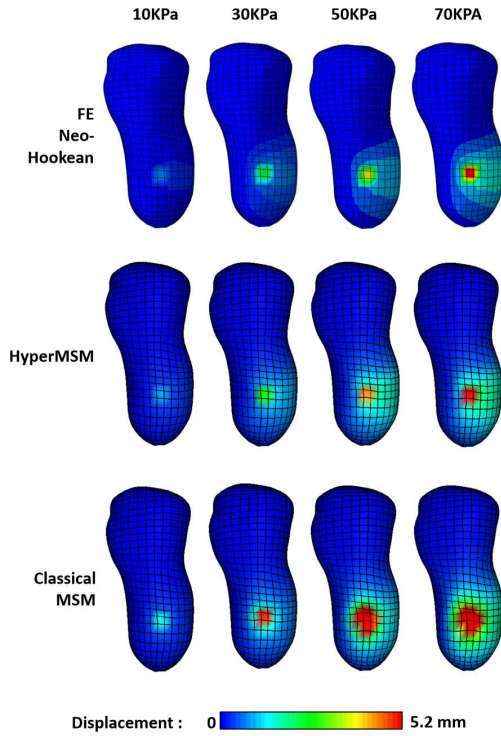 10KPa 30KPa 50KPa 70KPA
FE
Neo-
Hookean
HyperMSM
Classical
MSM
Displacement : 0 5.2 mm